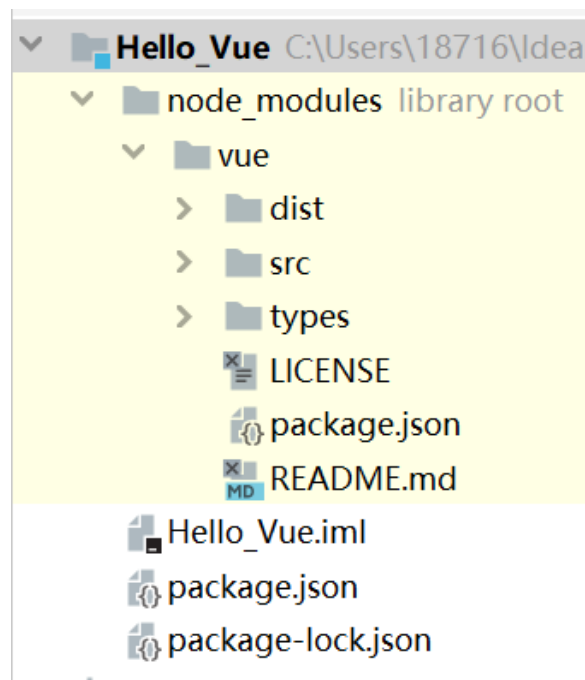 Hello_Vue C:\Users\18716\Idea
node_modules library root
vue
dist
src
types
LICENSE
{} package.json
MD README.md
Hello_Vue.iml
{} package.json
{} package-lock.json